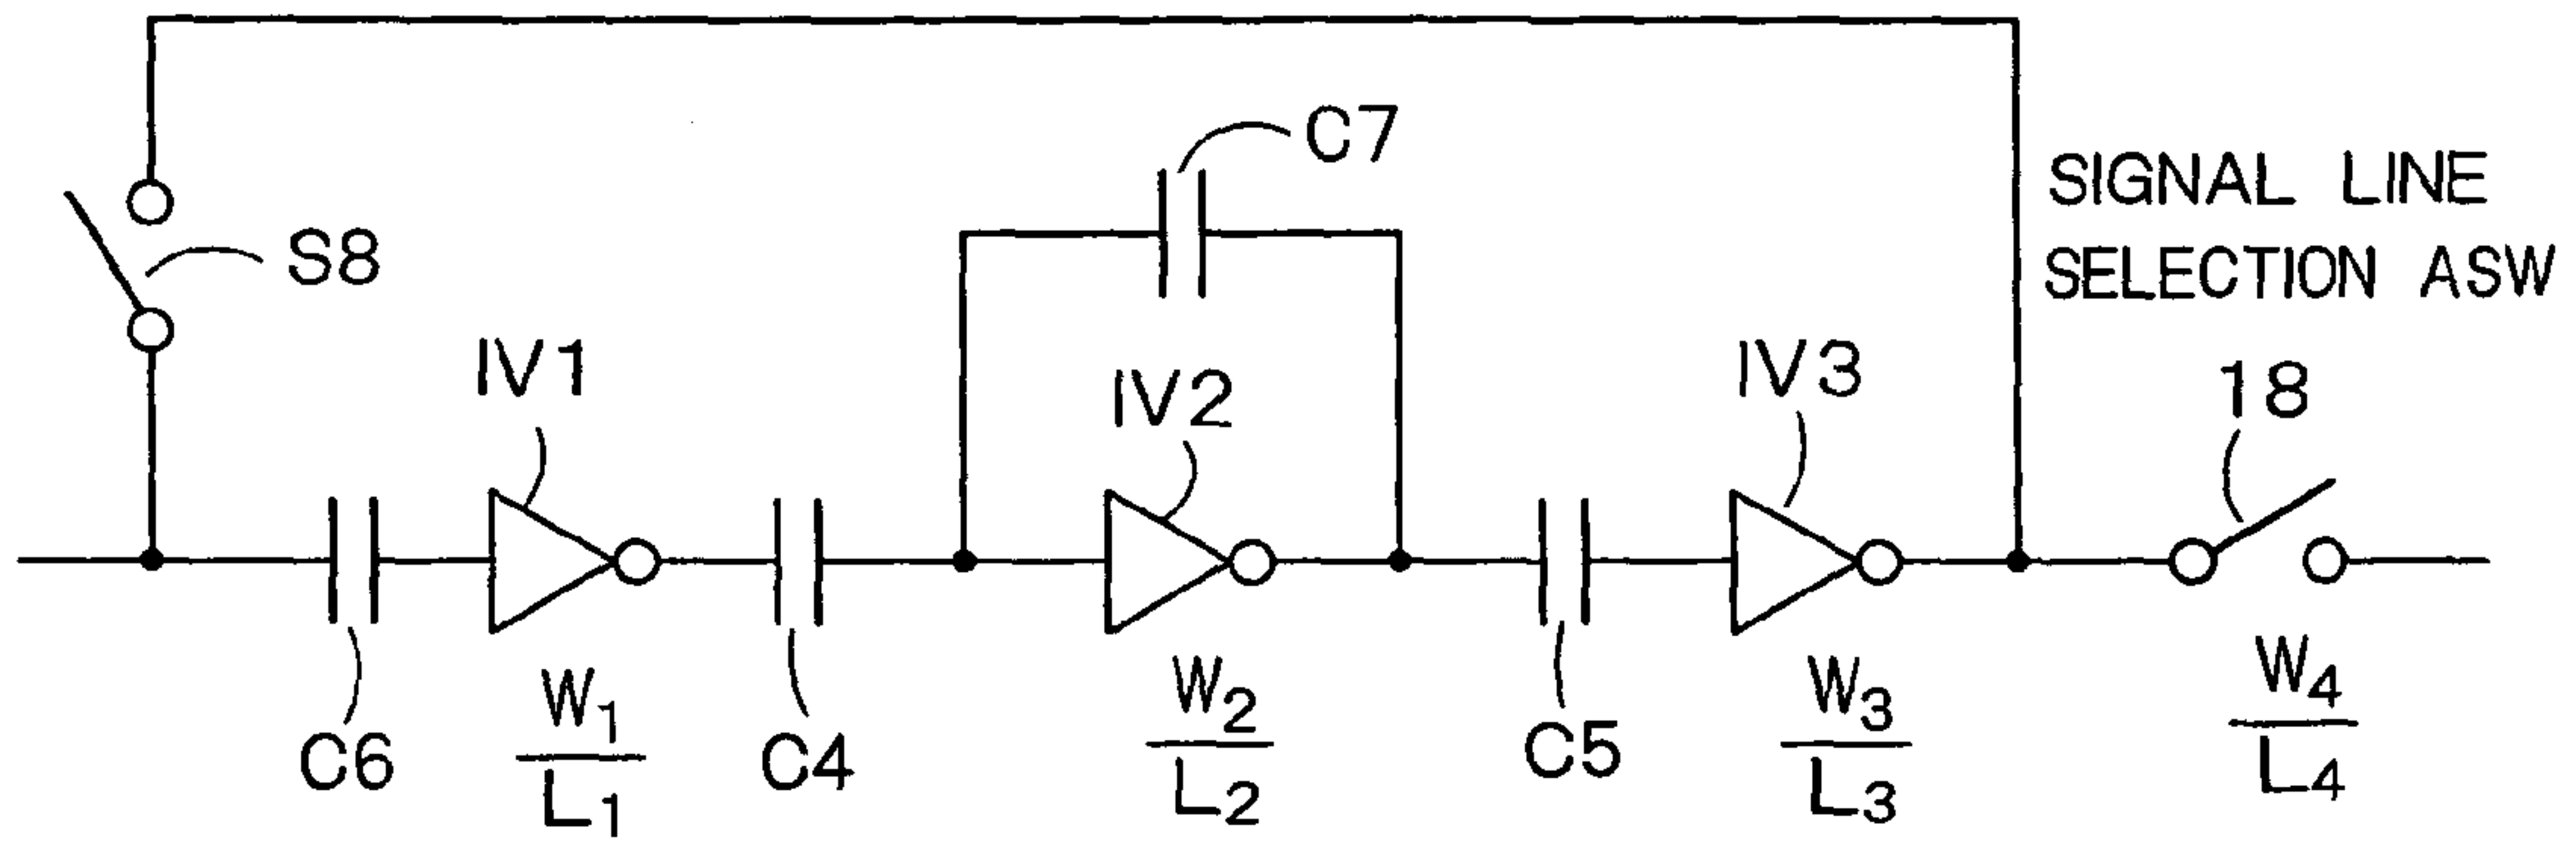 C7
SIGNAL LINE
SELECTION ASW
S8
IV1
IV2
IV3
18
C6
W1
L1
C4
W2
L2
C5
W3
L3
W4
L4